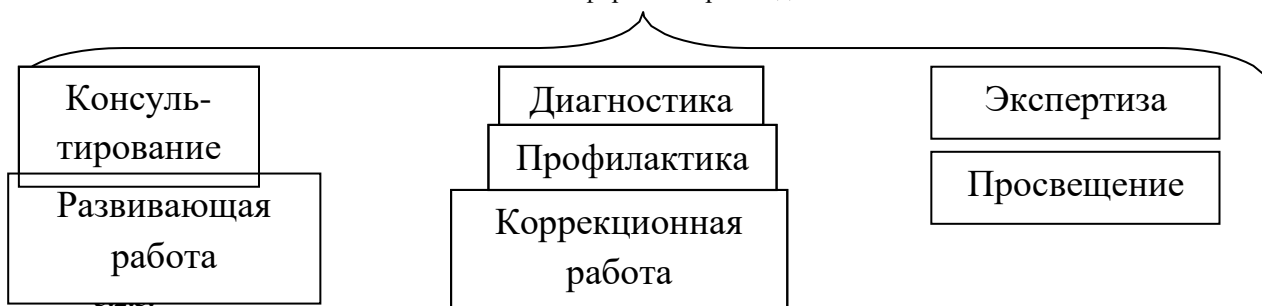 Консуль-
тирование
Развивающая
работа
Диагностика
Профилактика
Коррекционная
работа
Экспертиза
Просвещение